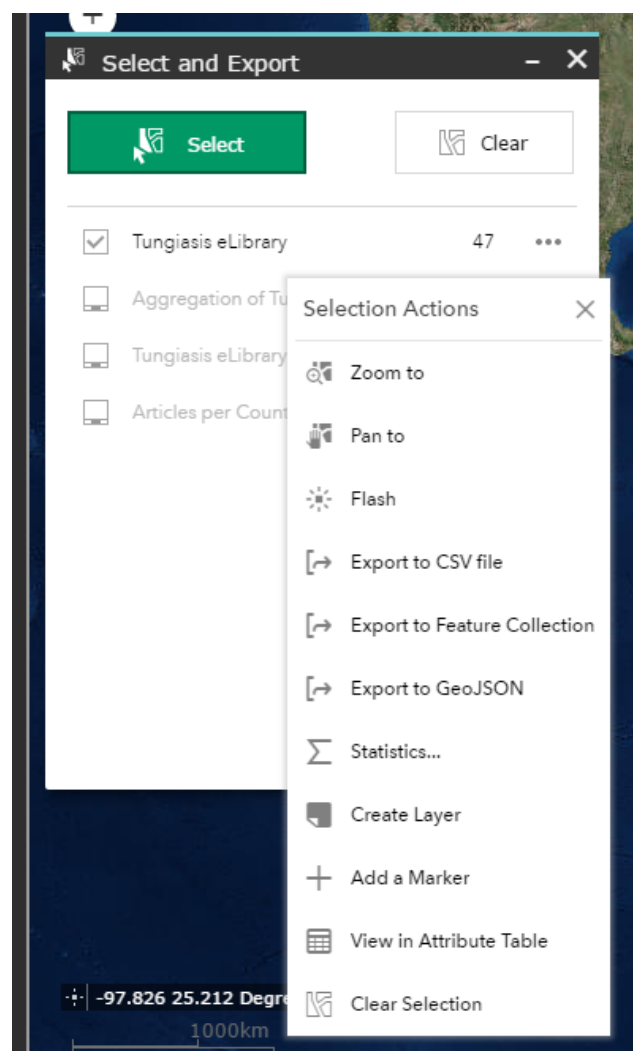 Select and Export
Select
Clear
Tungiasis eLibrary
47
Aggregation of Tu
Tungiasis eLibrary
Articles per Count
Selection Actions
Zoom to
Pan to
Flash
Export to CSV file
Export to Feature Collection
Export to GeoJSON
Statistics...
Create Layer
Add a Marker
View in Attribute Table
Clear Selection
-97.826 25.212 Degre
1000km